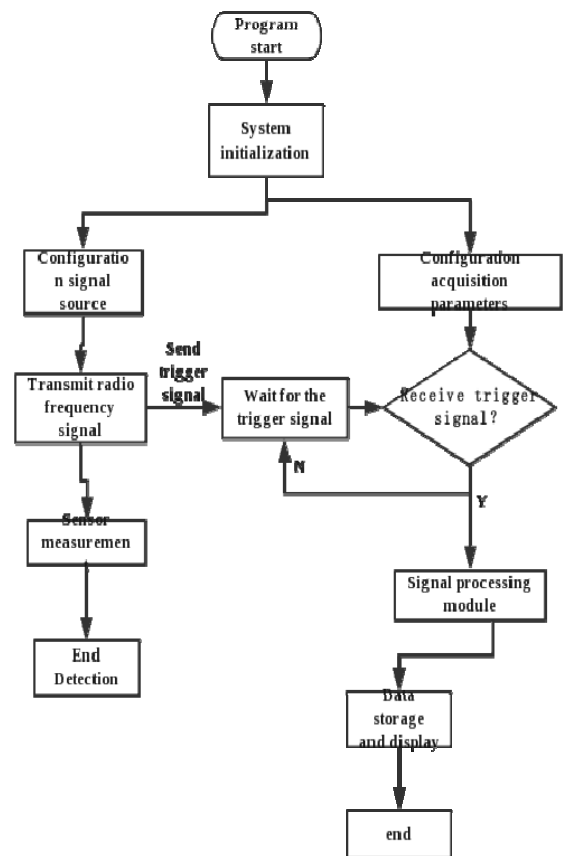 Program
start
System
initialization
Configuratio
n signal
source
Configuration
acquisition
parameters
Send
trigger
signal
Transmit radio
frequency
signal
Wait for the
trigger signal
Receive trigger
signal?
N
Y
Sensor
measuremen
Signal processing
module
End
Detection
Data
storage
and display
end